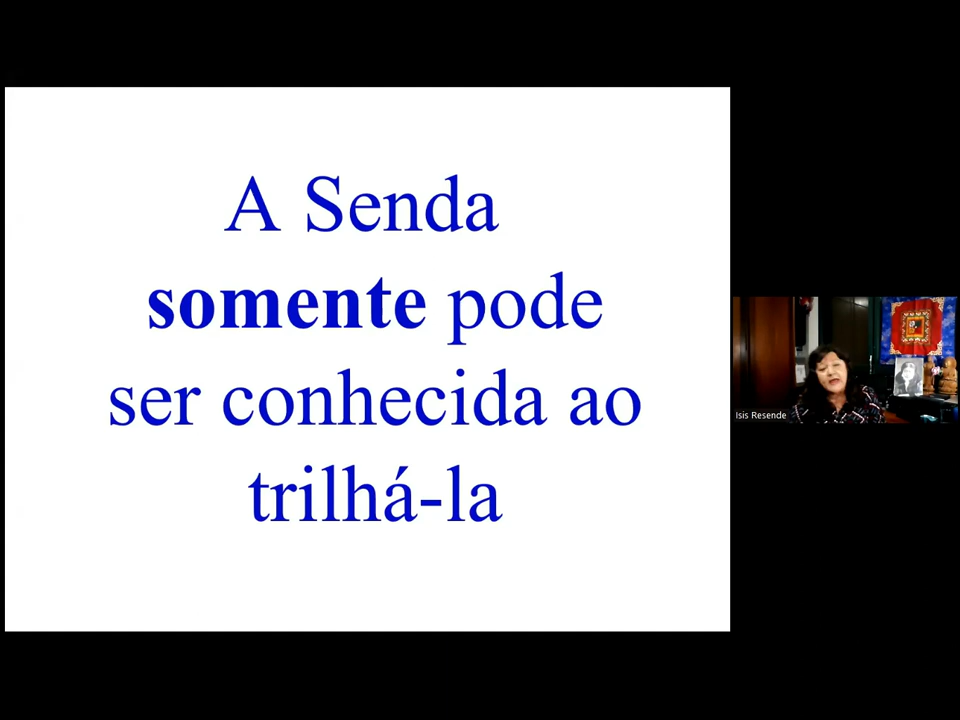 A Senda
somente pode
ser conhecida ao
trilhá-la
Isis Resende